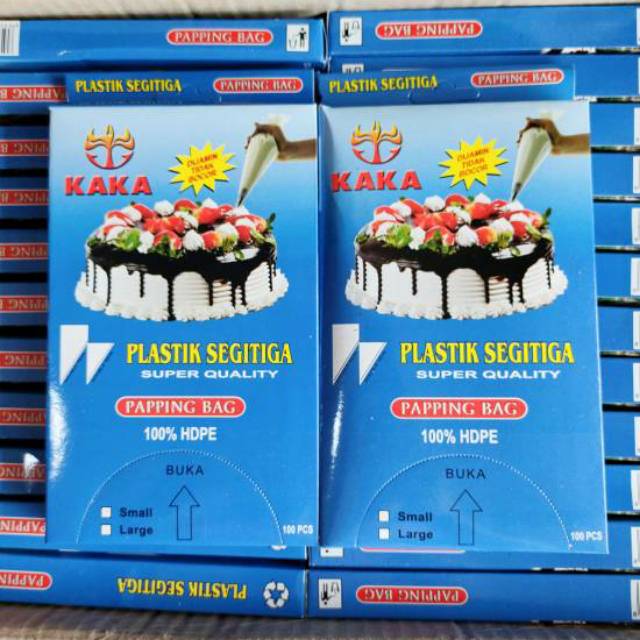 PAPPING BAG
PAPPING BAG
PLASTIK SEGITIGA
PAPPING BAG
PLASTIK SEGITIGA
PAPPING BAG
KAKA
DIJAMIN
TIDAK
BOCOR
PLASTIK SEGITIGA
SUPER QUALITY
PAPPING BAG
100% HDPE
BUKA
Small
Large
100 PCS
KAKA
DIJAMIN
TIDAK
BOCOR
PLASTIK SEGITIGA
SUPER QUALITY
PAPPING BAG
100% HDPE
BUKA
Small
Large
100 PCS
PLASTIK SEGITIGA
PAPPING BAG